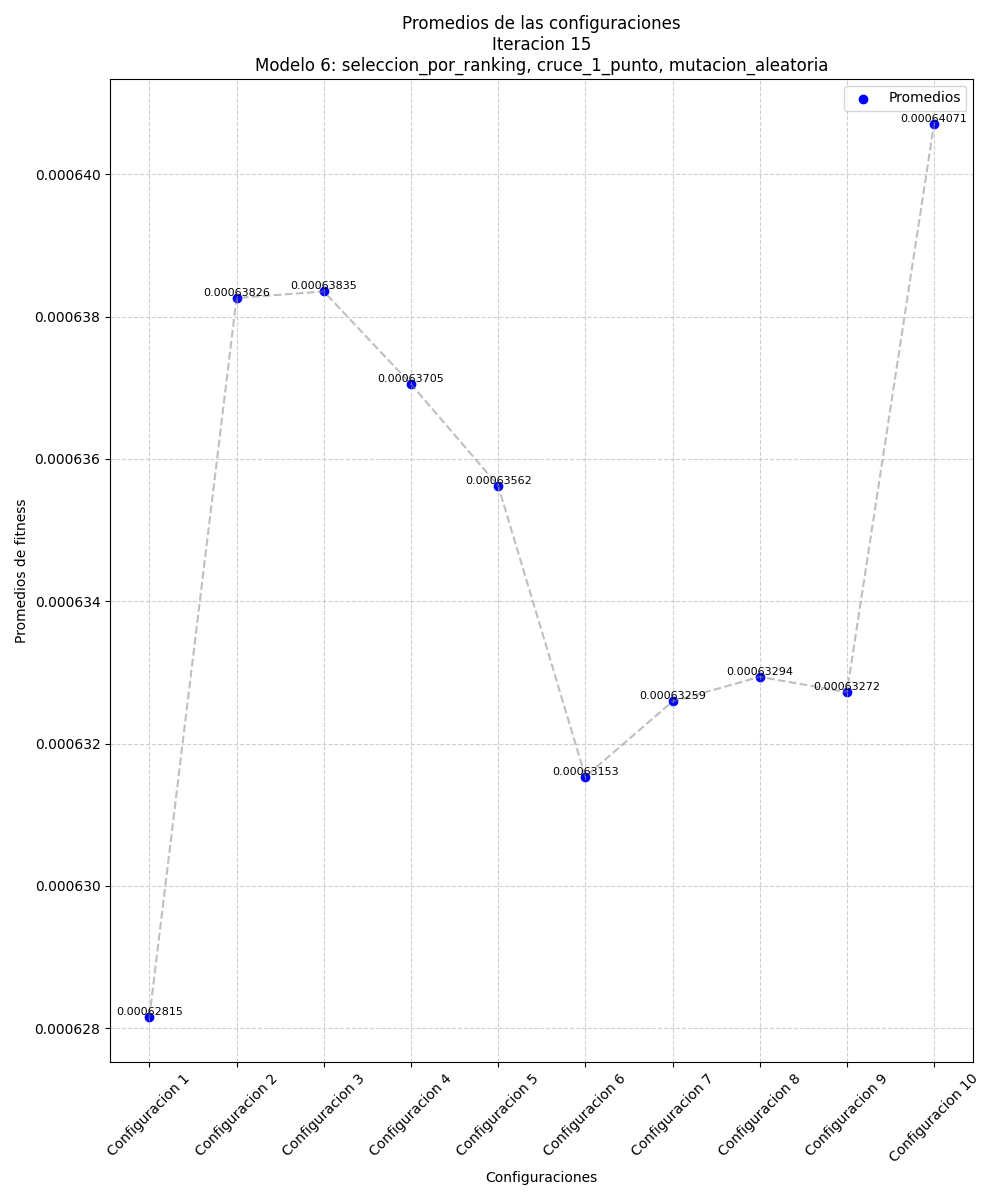 Promedios de las configuraciones
Iteracion 15
Modelo 6: seleccion_por_ranking, cruce_1_punto, mutacion_aleatoria
Promedios
0.00064071
0.000640
0.00063826
0.00063835
0.000638
0.00063705
0.000636
0.00063562
Promedios de fitness
0.000634
0.00063259
0.00063294
0.00063272
0.000632
0.00063153
0.000630
0.00062815
0.000628
Configuracion 1
Configuracion 2
Configuracion 3
Configuracion 4
Configuracion 5
Configuracion 6
Configuracion 7
Configuracion 8
Configuracion 9
Configuracion 10
Configuraciones